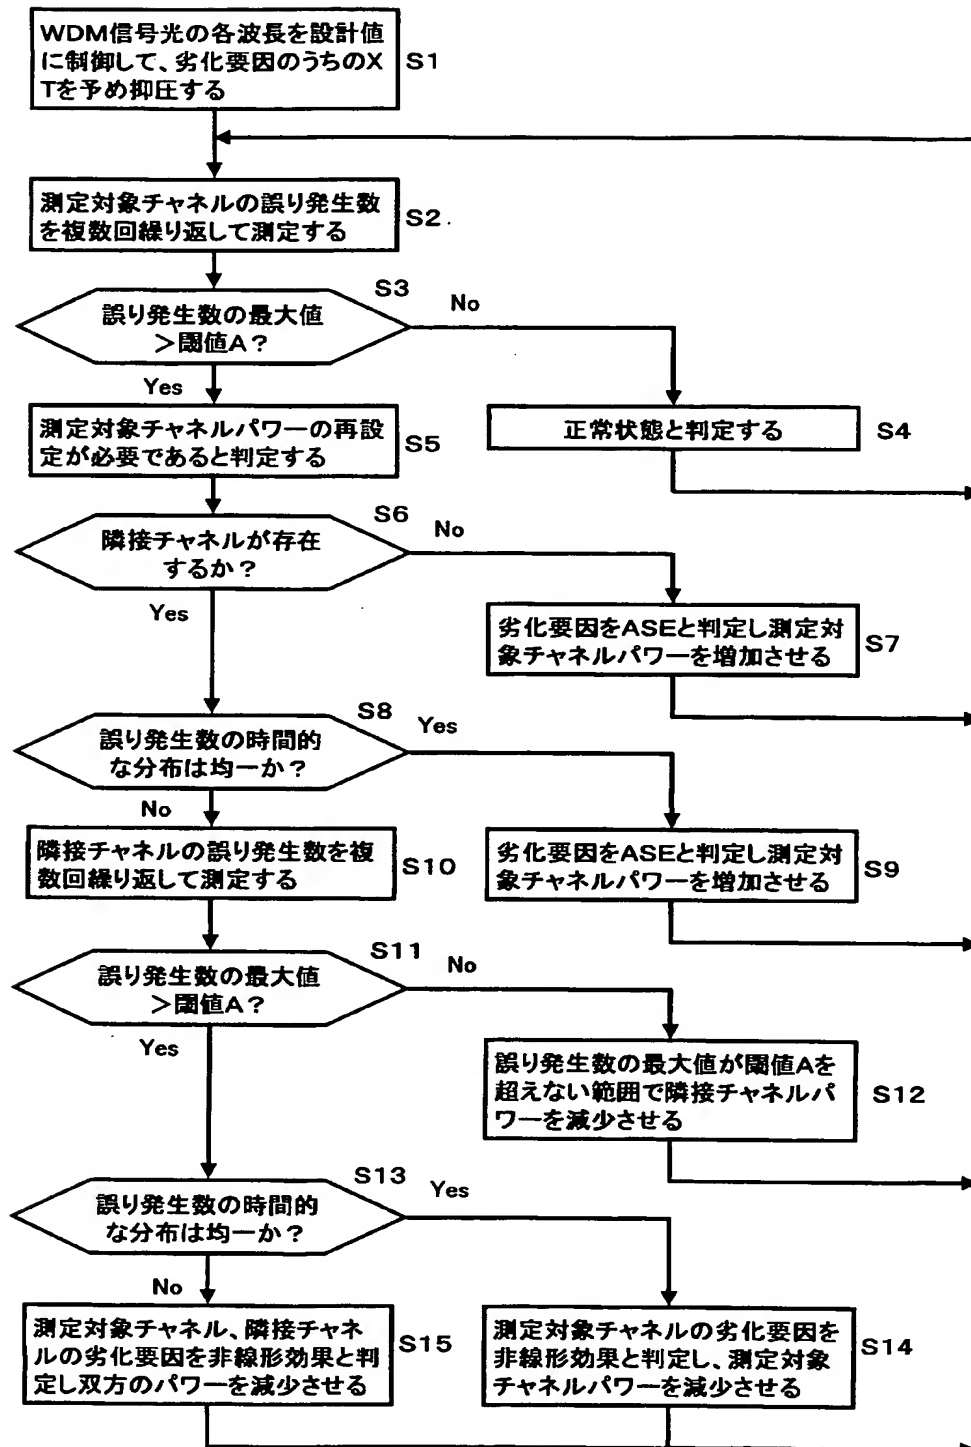 WDM信号光の各波長を設計値
に制御して、劣化要因のうちのX
Tを予め抑圧する
S1
測定対象チャネルの誤り発生数
を複数回繰り返して測定する
S2
S3
誤り発生数の最大値
＞閾値A？
No
Yes
測定対象チャネルパワーの再設
定が必要であると判定する
S5
正常状態と判定する
S4
S6
隣接チャネルが存在
するか？
No
Yes
劣化要因をASEと判定し測定対
象チャネルパワーを増加させる
S7
S8
誤り発生数の時間的
な分布は均一か？
Yes
No
隣接チャネルの誤り発生数を複
数回繰り返して測定する
S10
劣化要因をASEと判定し測定対
象チャネルパワーを増加させる
S9
S11
誤り発生数の最大値
＞閾値A？
No
Yes
誤り発生数の最大値が閾値Aを
超えない範囲で隣接チャネルパ
ワーを減少させる
S12
S13
誤り発生数の時間的
な分布は均一か？
Yes
No
測定対象チャネル、隣接チャネ
ルの劣化要因を非線形効果と判
定し双方のパワーを減少させる
S15
測定対象チャネルの劣化要因を
非線形効果と判定し、測定対象
チャネルパワーを減少させる
S14